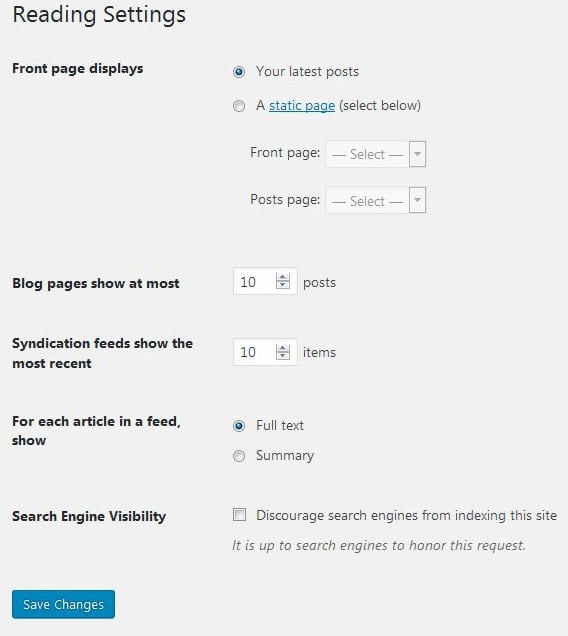 Reading Settings
Front page displays
Your latest posts
A static page (select below)
Front page: — Select —
Posts page: — Select —
Blog pages show at most 10 posts
Syndication feeds show the
most recent
10 items
For each article in a feed,
show
Full text
Summary
Search Engine Visibility
Discourage search engines from indexing this site
It is up to search engines to honor this request.
Save Changes